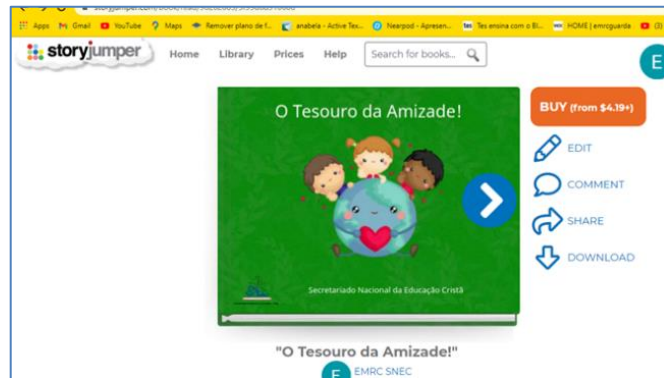 Apps Gmail YouTube Maps Remover plano de f... anabela - Active Tex... Nearpod - Apresen... Tes ensina com o Bl... HOME | emrcguarda (3)
storyjumper Home Library Prices Help Search for books...
E
O Tesouro da Amizade!
Secretariado Nacional da Educação Cristã
BUY (from $4.19+)
EDIT
COMMENT
SHARE
DOWNLOAD
"O Tesouro da Amizade!"
E EMRC SNEC